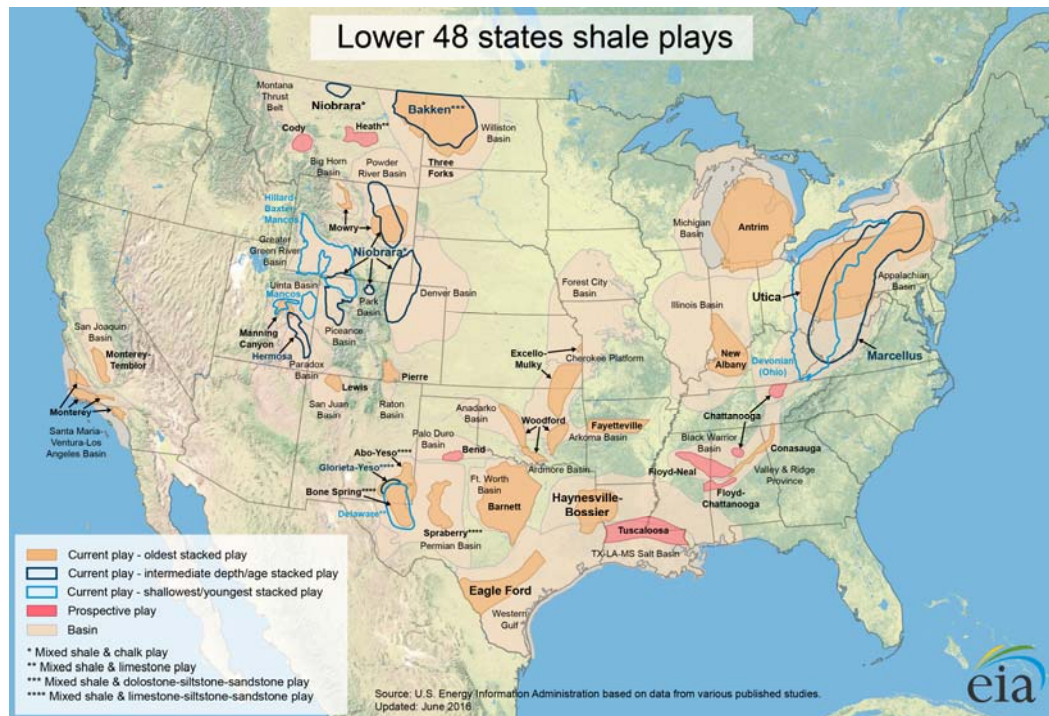 Lower 48 states shale plays
Montana
Thrust
Belt
Niobrara*
Bakken***
Cody
Heath**
Williston
Basin
Big Horn
Basin
Powder
River Basin
Three
Forks
Hillard-
Baxter-
Mancos
Mowry
Greater
Green River
Basin
Niobrara*
Michigan
Basin
Antrim
Uinta Basin
Mancos
Park
Basin
Denver Basin
Forest City
Basin
Illinois Basin
Utica
Appalachian
Basin
San Joaquin
Basin
Manning
Canyon
Piceance
Basin
Hermosa
Monterey-
Temblor
Paradox
Basin
Excello-
Mulky
Cherokee Platform
New
Albany
Devonian
(Ohio)
Marcellus
Lewis
Pierre
Monterey
San Juan
Basin
Raton
Basin
Anadarko
Basin
Woodford
Fayetteville
Chattanooga
Santa Maria-
Ventura-Los
Angeles Basin
Arkoma Basin
Black Warrior
Basin
Conasauga
Palo Duro
Basin
Bend
Abo-Yeso****
Glorieta-Yeso****
Ardmore Basin
Floyd-Neal
Valley & Ridge
Province
Bone Spring****
Delaware**
Ft. Worth
Basin
Barnett
Haynesville-
Bossier
Floyd-
Chattanooga
Spraberry****
Permian Basin
Tuscaloosa
TX-LA-MS Salt Basin
Eagle Ford
Western
Gulf
Current play - oldest stacked play
Current play - intermediate depth/age stacked play
Current play - shallowest/youngest stacked play
Prospective play
Basin
* Mixed shale & chalk play
** Mixed shale & limestone play
*** Mixed shale & dolostone-siltstone-sandstone play
**** Mixed shale & limestone-siltstone-sandstone play
Source: U.S. Energy Information Administration based on data from various published studies.
Updated: June 2016
eia